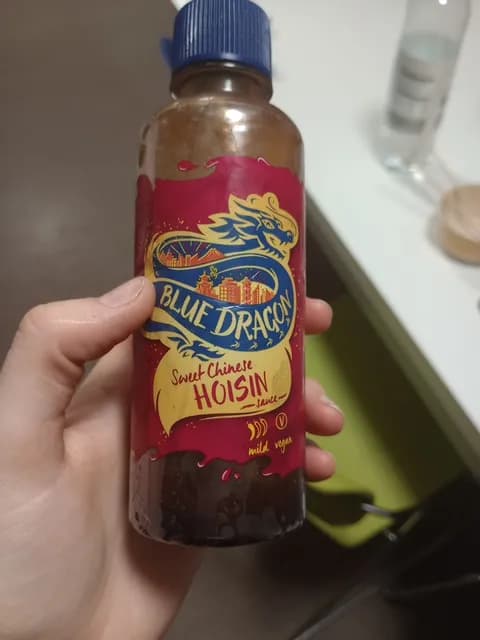 BLUE DRAGON
Sweet Chinese
HOISIN
sauce
V
mild vegan